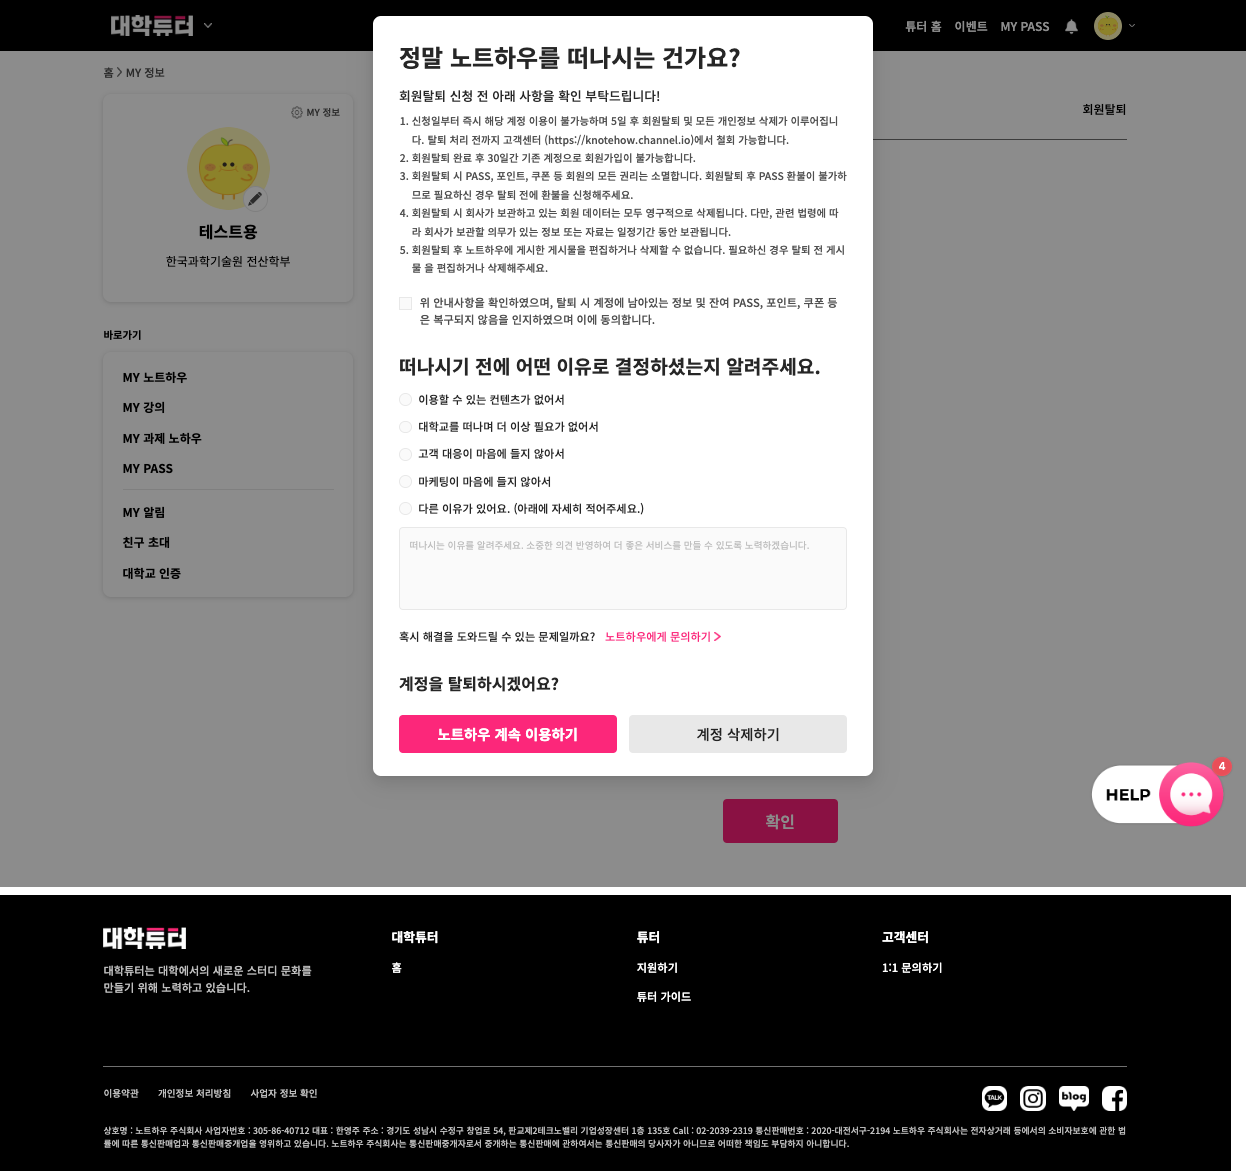 대학튜터
튜터 홈 이벤트 MY PASS
홈 > MY 정보
MY 정보
테스트용
한국과학기술원 전산학부
바로가기
MY 노트하우
MY 강의
MY 과제 노하우
MY PASS
MY 알림
친구 초대
대학교 인증
회원탈퇴
정말 노트하우를 떠나시는 건가요?
회원탈퇴 신청 전 아래 사항을 확인 부탁드립니다!
1. 신청일부터 즉시 해당 계정 이용이 불가능하며 5일 후 회원탈퇴 및 모든 개인정보 삭제가 이루어집니
다. 탈퇴 처리 전까지 고객센터 (https://knotehow.channel.io)에서 철회 가능합니다.
2. 회원탈퇴 완료 후 30일간 기존 계정으로 회원가입이 불가능합니다.
3. 회원탈퇴 시 PASS, 포인트, 쿠폰 등 회원의 모든 권리는 소멸합니다. 회원탈퇴 후 PASS 환불이 불가하
므로 필요하신 경우 탈퇴 전에 환불을 신청해주세요.
4. 회원탈퇴 시 회사가 보관하고 있는 회원 데이터는 모두 영구적으로 삭제됩니다. 다만, 관련 법령에 따
라 회사가 보관할 의무가 있는 정보 또는 자료는 일정기간 동안 보관됩니다.
5. 회원탈퇴 후 노트하우에 게시한 게시물을 편집하거나 삭제할 수 없습니다. 필요하신 경우 탈퇴 전 게시
물 을 편집하거나 삭제해주세요.
위 안내사항을 확인하였으며, 탈퇴 시 계정에 남아있는 정보 및 잔여 PASS, 포인트, 쿠폰 등
은 복구되지 않음을 인지하였으며 이에 동의합니다.
떠나시기 전에 어떤 이유로 결정하셨는지 알려주세요.
이용할 수 있는 컨텐츠가 없어서
대학교를 떠나며 더 이상 필요가 없어서
고객 대응이 마음에 들지 않아서
마케팅이 마음에 들지 않아서
다른 이유가 있어요. (아래에 자세히 적어주세요.)
떠나시는 이유를 알려주세요. 소중한 의견 반영하여 더 좋은 서비스를 만들 수 있도록 노력하겠습니다.
혹시 해결을 도와드릴 수 있는 문제일까요? 노트하우에게 문의하기 >
계정을 탈퇴하시겠어요?
노트하우 계속 이용하기
계정 삭제하기
확인
HELP
4
대학튜터
대학튜터는 대학에서의 새로운 스터디 문화를
만들기 위해 노력하고 있습니다.
대학튜터
홈
튜터
지원하기
튜터 가이드
고객센터
1:1 문의하기
이용약관 개인정보 처리방침 사업자 정보 확인
TALK
blog
상호명 : 노트하우 주식회사 사업자번호 : 305-86-40712 대표 : 한영주 주소 : 경기도 성남시 수정구 창업로 54, 판교제2테크노밸리 기업성장센터 1층 135호 Call : 02-2039-2319 통신판매번호 : 2020-대전서구-2194 노트하우 주식회사는 전자상거래 등에서의 소비자보호에 관한 법
률에 따른 통신판매업과 통신판매중개업을 영위하고 있습니다. 노트하우 주식회사는 통신판매중개자로서 중개하는 통신판매에 관하여서는 통신판매의 당사자가 아니므로 어떠한 책임도 부담하지 아니합니다.